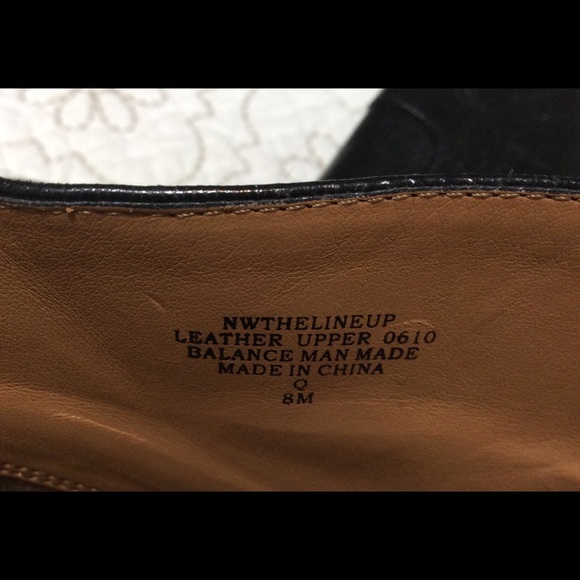 NWTHELINEUP
LEATHER UPPER 0610
BALANCE MAN MADE
MADE IN CHINA
Q
8M